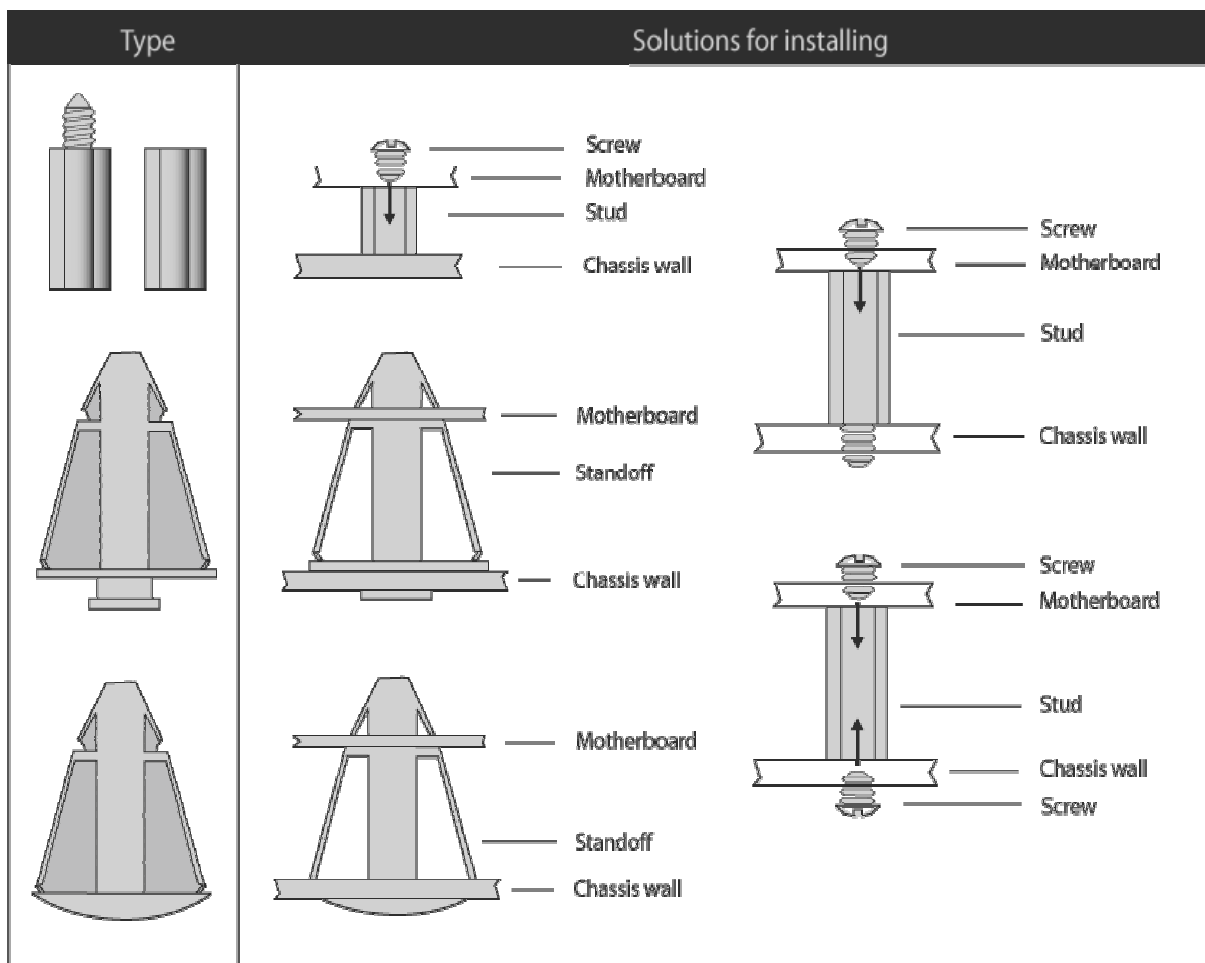 Type
Solutions for installing
Screw
Motherboard
Stud
Chassis wall
Motherboard
Standoff
Chassis wall
Motherboard
Standoff
Chassis wall
Screw
Motherboard
Stud
Chassis wall
Screw
Motherboard
Stud
Chassis wall
Screw